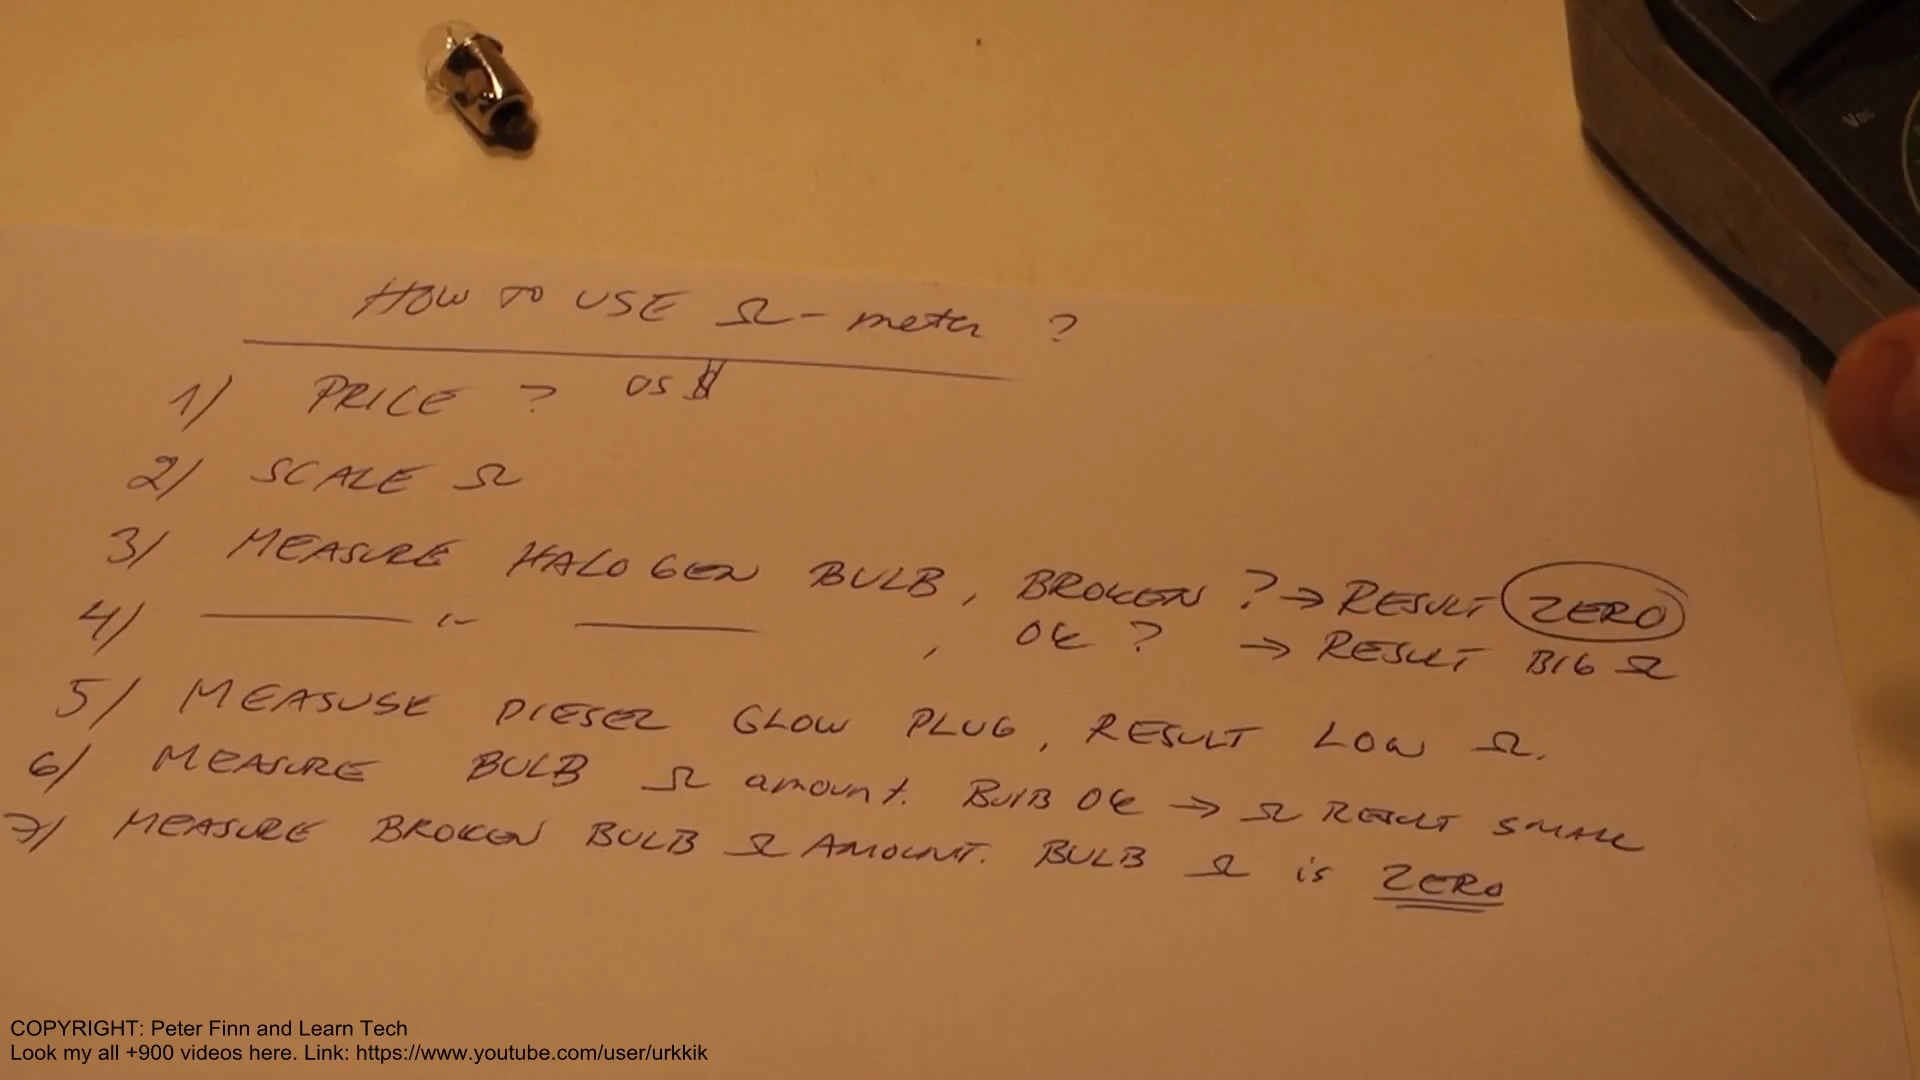 HOW TO USE Ω-meter ?
1) PRICE ? US $
2) SCALE Ω
3) MEASURE HALOGEN BULB, BROKEN ? → RESULT ZERO
4) —— " —— , OK ? → RESULT BIG Ω
5) MEASUSE DIESEL GLOW PLUG, RESULT LOW Ω.
6) MEASURE BULB Ω amount. BULB OK → Ω RESULT SMALL
7) MEASURE BROKEN BULB Ω AMOUNT. BULB Ω is ZERO
VDC
COPYRIGHT: Peter Finn and Learn Tech
Look my all +900 videos here. Link: https://www.youtube.com/user/urkkik